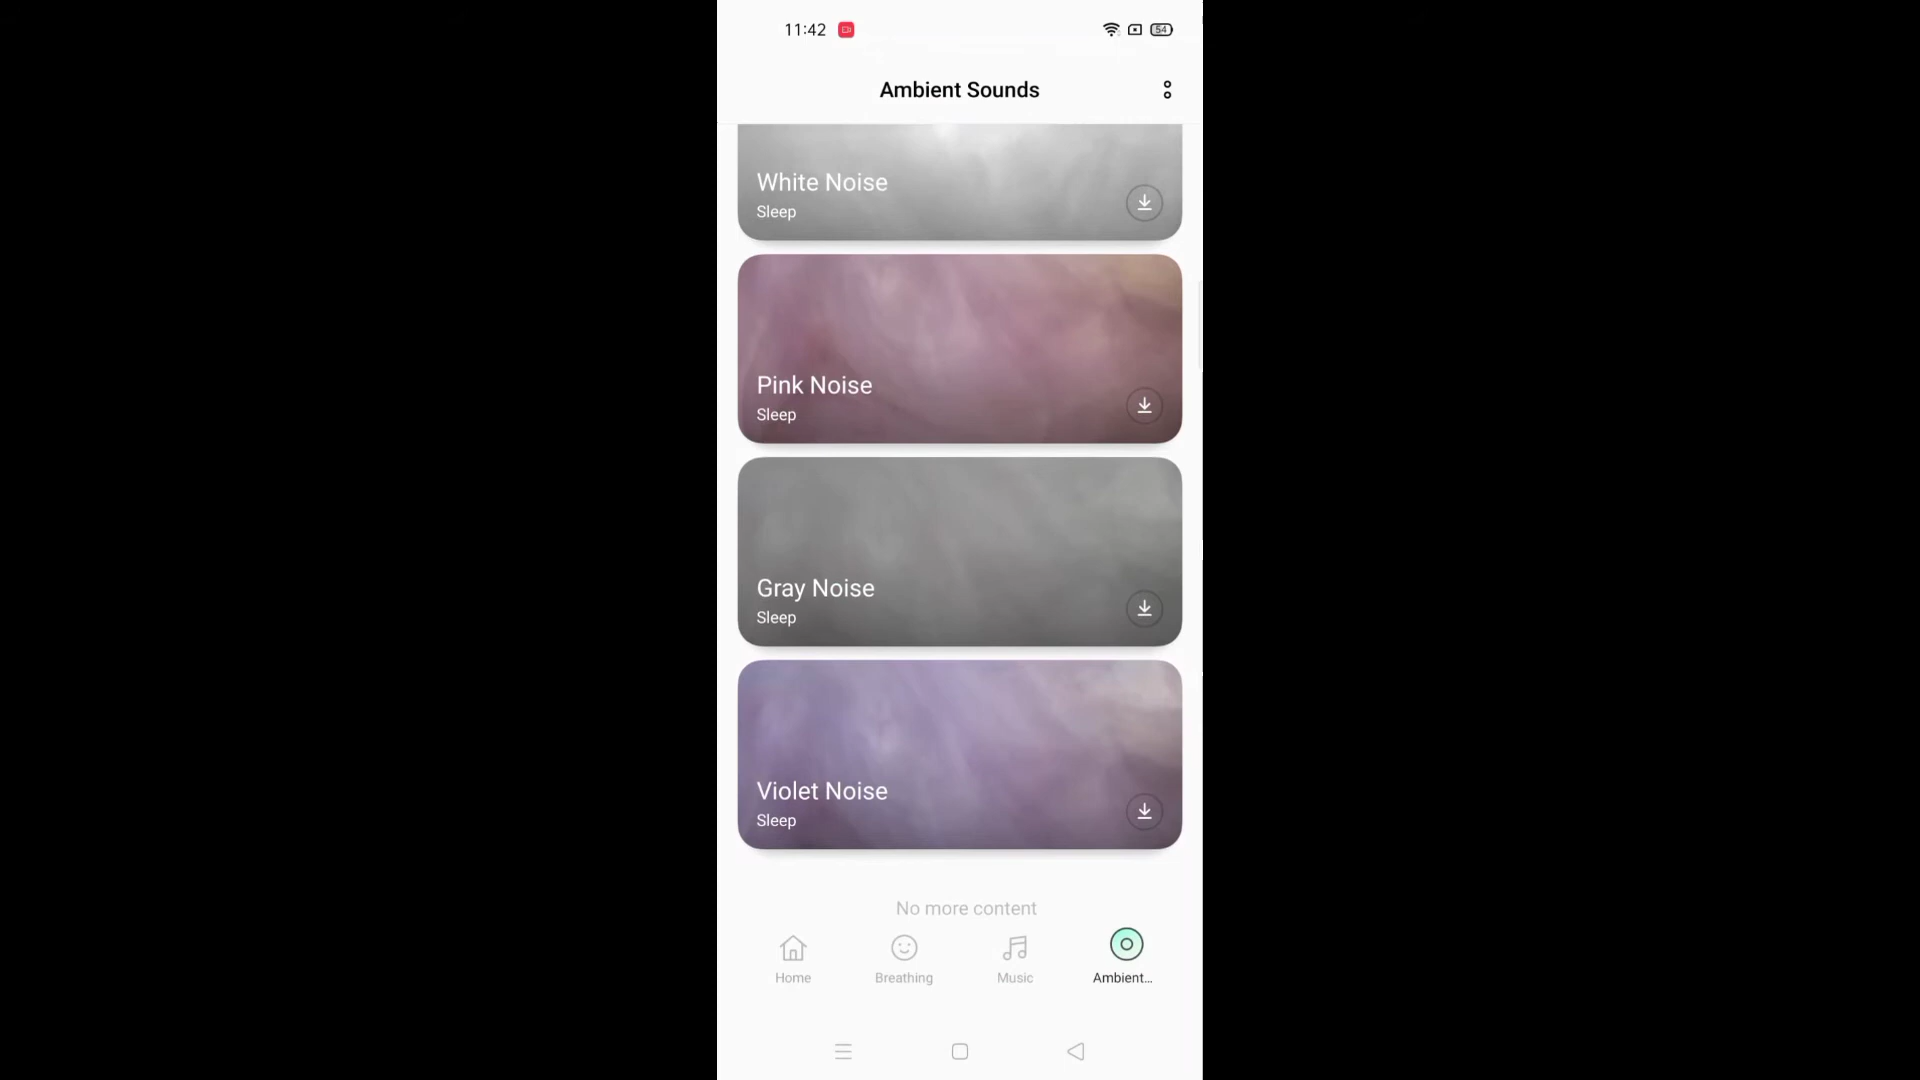 11:42
54
Ambient Sounds
White Noise
Sleep
Pink Noise
Sleep
Gray Noise
Sleep
Violet Noise
Sleep
No more content
Home
Breathing
Music
Ambient...